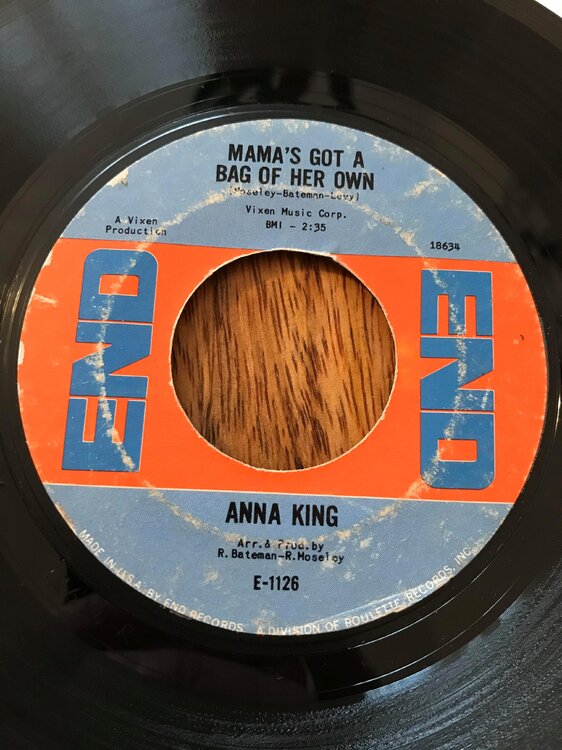 MAMA'S GOT A
BAG OF HER OWN
(Moseley-Bateman-Levy)
Vixen Music Corp.
BMI - 2:35
A Vixen
Production
18634
END
END
ANNA KING
Arr.& Prod.by
R.Bateman-R.Moseley
E-1126
MADE IN U.S.A. BY END RECORDS, A DIVISION OF ROULETTE RECORDS, INC.